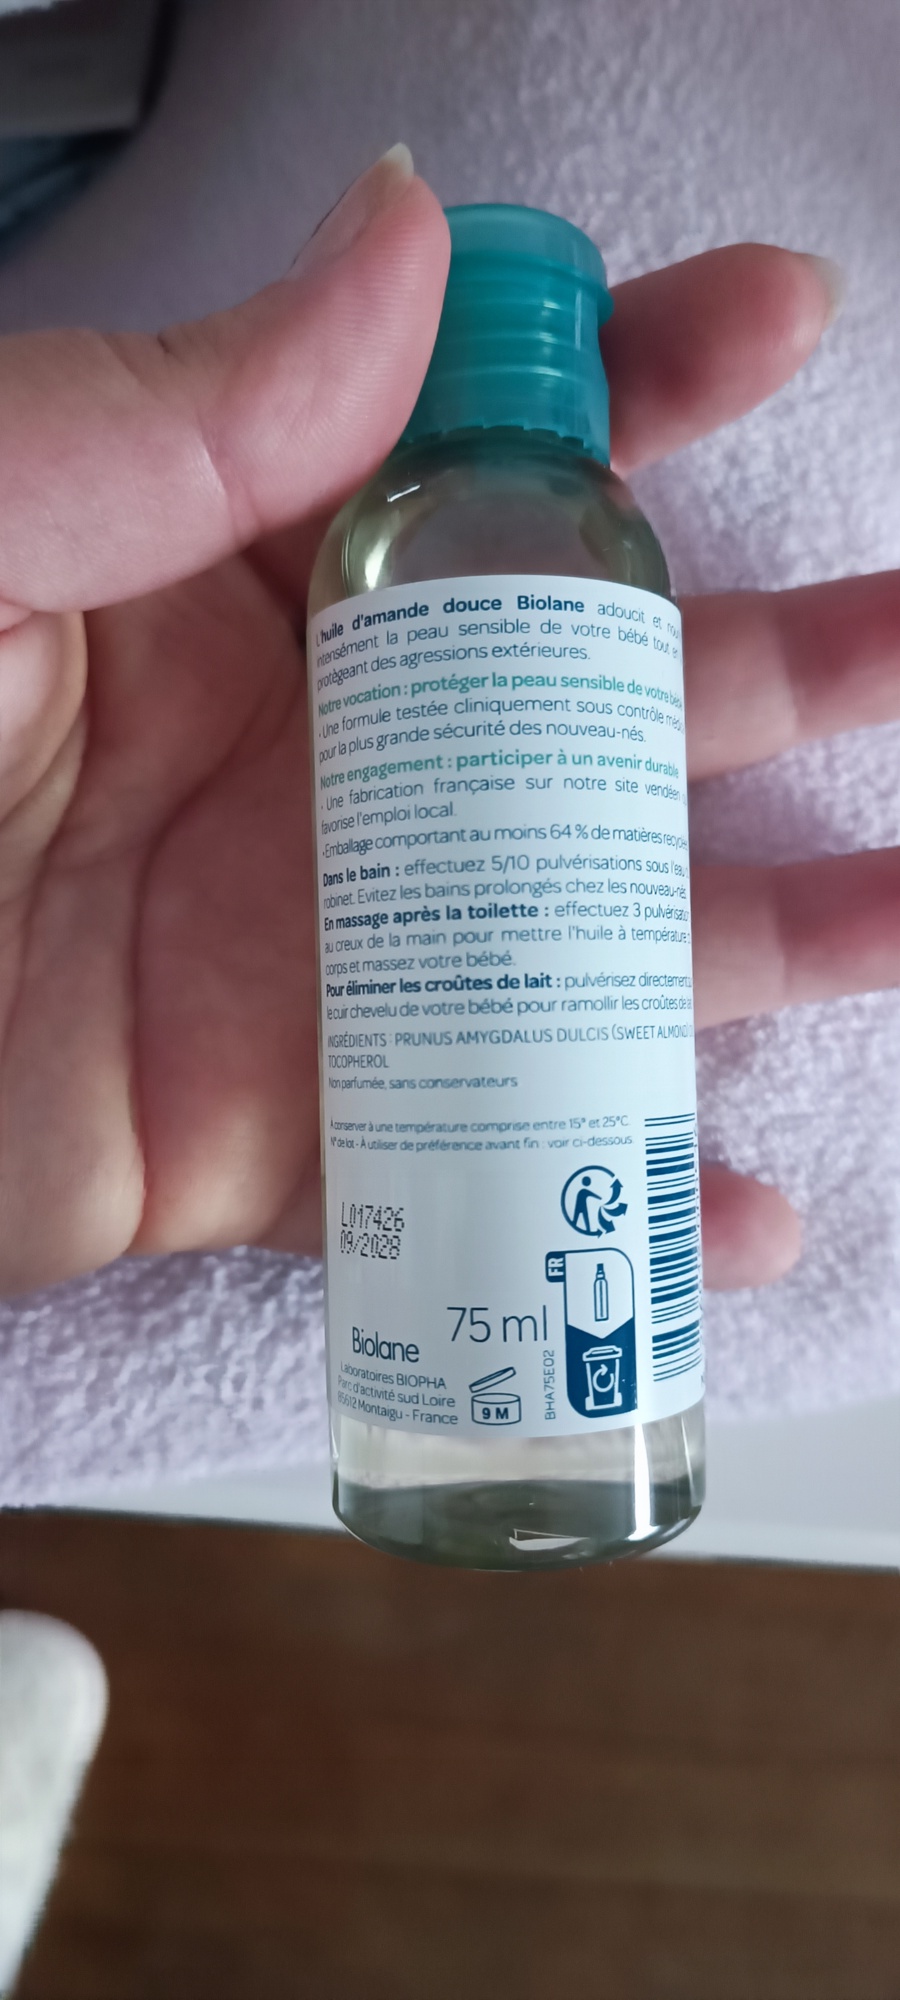 L'huile d'amande douce Biolane adoucit et
intensément la peau sensible de votre bébé tout en
protégeant des agressions extérieures.
Notre vocation : protéger la peau sensible de votre bébé
• Une formule testée cliniquement sous contrôle
pour la plus grande sécurité des nouveau-nés.
Notre engagement : participer à un avenir durable
• Une fabrication française sur notre site vendéen
favorise l'emploi local.
• Emballage comportant au moins 64 % de matières
Dans le bain : effectuez 5/10 pulvérisations sous l'eau
robinet. Evitez les bains prolongés chez les nouveau-nés
En massage après la toilette : effectuez 3
au creux de la main pour mettre l'huile à température
corps et massez votre bébé.
Pour éliminer les croûtes de lait : pulvérisez
le cuir chevelu de votre bébé pour ramollir les croûtes de
INGRÉDIENTS : PRUNUS AMYGDALUS DULCIS (SWEET ALMOND)
TOCOPHEROL
Non parfumée, sans conservateurs
À conserver à une température comprise entre 15° et 25°C
N° de lot - À utiliser de préférence avant fin : voir ci-dessous
L017426
09/2028
FR
75 ml
Biolane
Laboratoires BIOPHA
Parc d'activité sud Loire
85612 Montaigu - France
9 M
BHA75E02